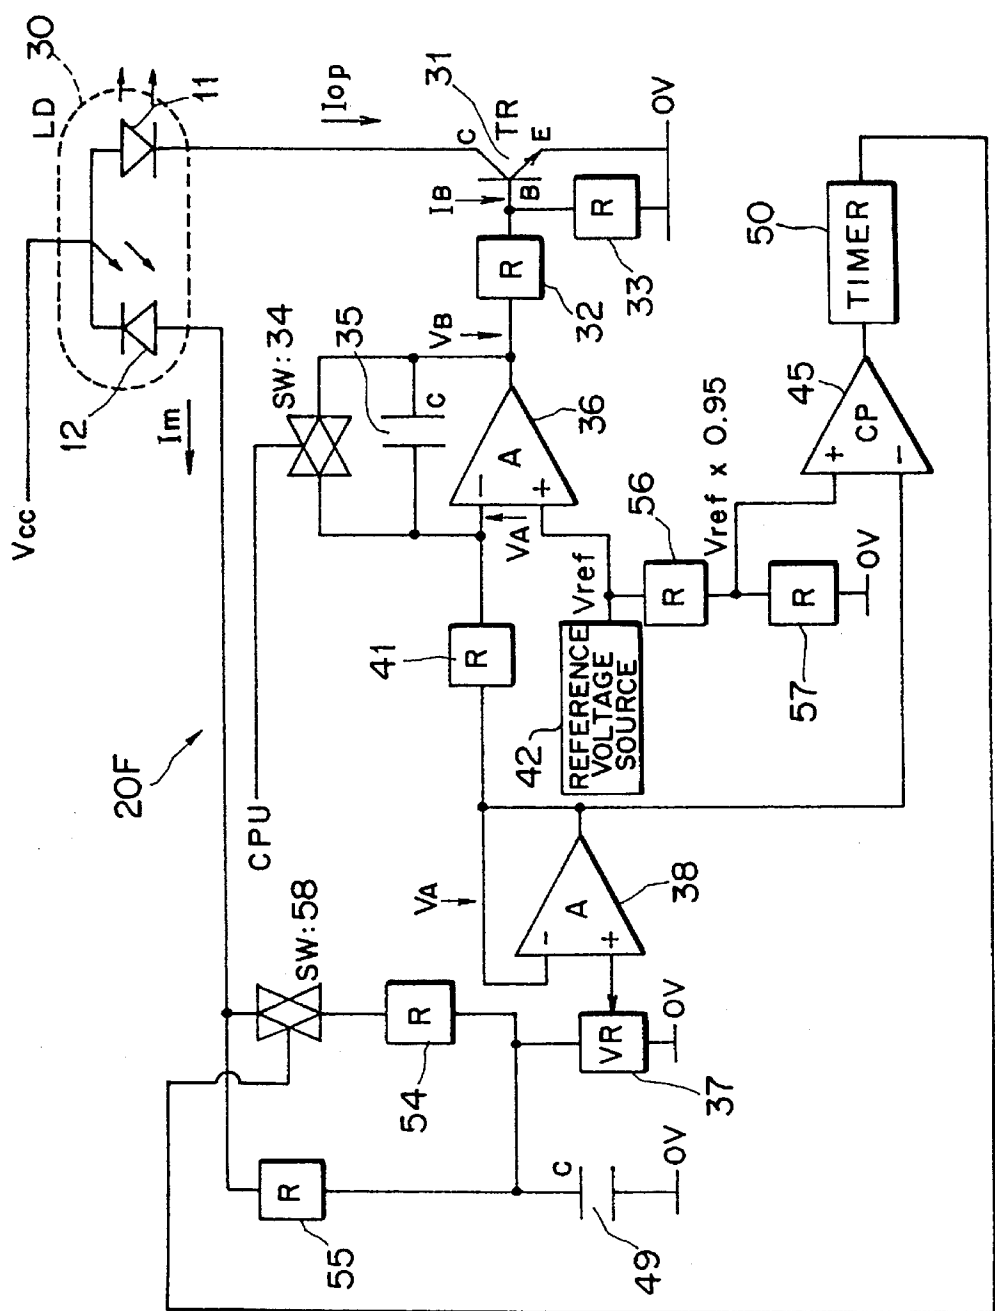 20F
Vcc
LD
30
11
12
Im
Iop
SW:34
CPU
35
C
VB
IB
C
TR
31
B
E
0V
R
32
R
33
A
−
+
36
VA
R
41
Vref
42
REFERENCE
VOLTAGE
SOURCE
R
56
Vref x 0.95
R
57
0V
CP
+
−
45
TIMER
50
SW:58
R
54
R
55
VA
A
−
+
38
VR
37
0V
C
49
0V